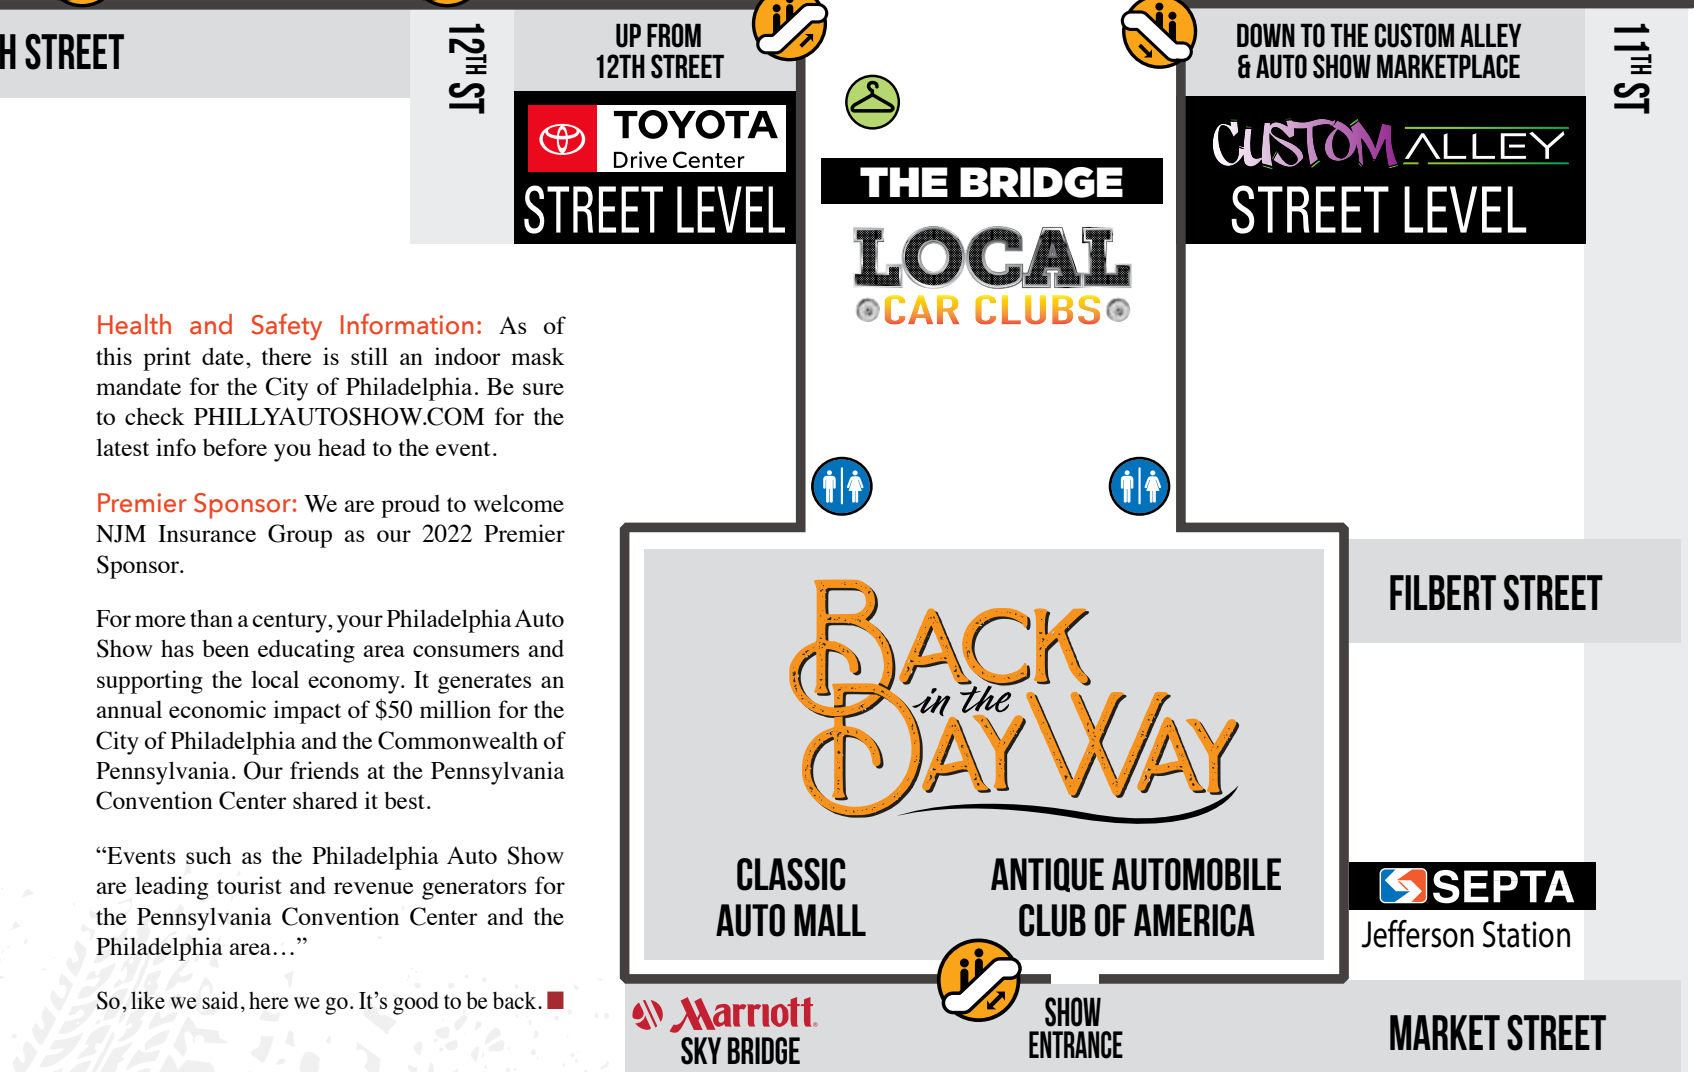 H STREET
12TH ST
UP FROM
12TH STREET
TOYOTA
Drive Center
STREET LEVEL
DOWN TO THE CUSTOM ALLEY
& AUTO SHOW MARKETPLACE
CUSTOM ALLEY
STREET LEVEL
11TH ST
THE BRIDGE
LOCAL
CAR CLUBS
Health and Safety Information: As of
this print date, there is still an indoor mask
mandate for the City of Philadelphia. Be sure
to check PHILLYAUTOSHOW.COM for the
latest info before you head to the event.
Premier Sponsor: We are proud to welcome
NJM Insurance Group as our 2022 Premier
Sponsor.
For more than a century, your Philadelphia Auto
Show has been educating area consumers and
supporting the local economy. It generates an
annual economic impact of $50 million for the
City of Philadelphia and the Commonwealth of
Pennsylvania. Our friends at the Pennsylvania
Convention Center shared it best.
“Events such as the Philadelphia Auto Show
are leading tourist and revenue generators for
the Pennsylvania Convention Center and the
Philadelphia area…”
So, like we said, here we go. It’s good to be back.
BACK
in the
DAY WAY
CLASSIC
AUTO MALL
ANTIQUE AUTOMOBILE
CLUB OF AMERICA
FILBERT STREET
SEPTA
Jefferson Station
Marriott
SKY BRIDGE
SHOW
ENTRANCE
MARKET STREET